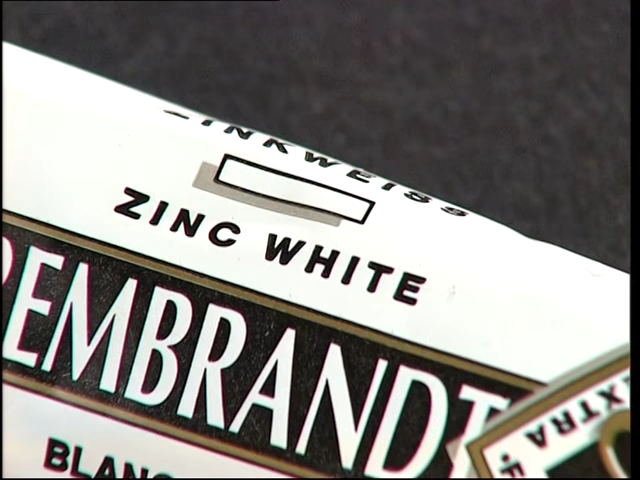 ZINKWEISS
ZINC WHITE
REMBRANDT
BLANC
EXTRA F